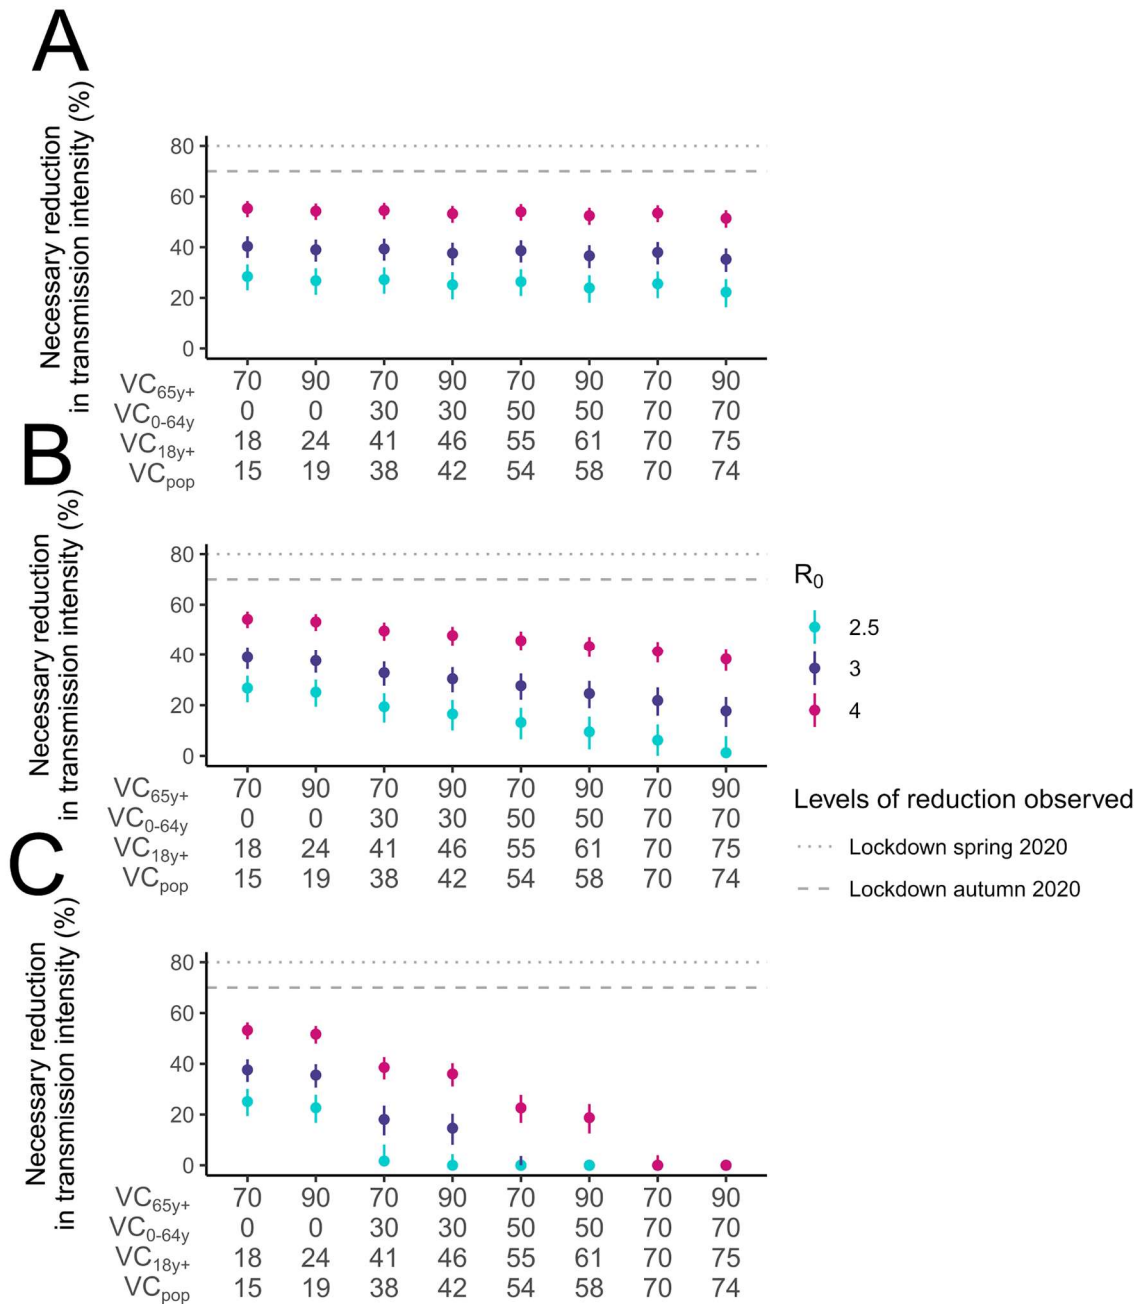 A
Necessary reduction
in transmission intensity (%)
80
60
40
20
0
VC65y+ 70 90 70 90 70 90 70 90
VC0-64y 0 0 30 30 50 50 70 70
VC18y+ 18 24 41 46 55 61 70 75
VCpop 15 19 38 42 54 58 70 74
B
Necessary reduction
in transmission intensity (%)
80
60
40
20
0
VC65y+ 70 90 70 90 70 90 70 90
VC0-64y 0 0 30 30 50 50 70 70
VC18y+ 18 24 41 46 55 61 70 75
VCpop 15 19 38 42 54 58 70 74
R0
2.5
3
4
Levels of reduction observed
Lockdown spring 2020
Lockdown autumn 2020
C
Necessary reduction
in transmission intensity (%)
80
60
40
20
0
VC65y+ 70 90 70 90 70 90 70 90
VC0-64y 0 0 30 30 50 50 70 70
VC18y+ 18 24 41 46 55 61 70 75
VCpop 15 19 38 42 54 58 70 74